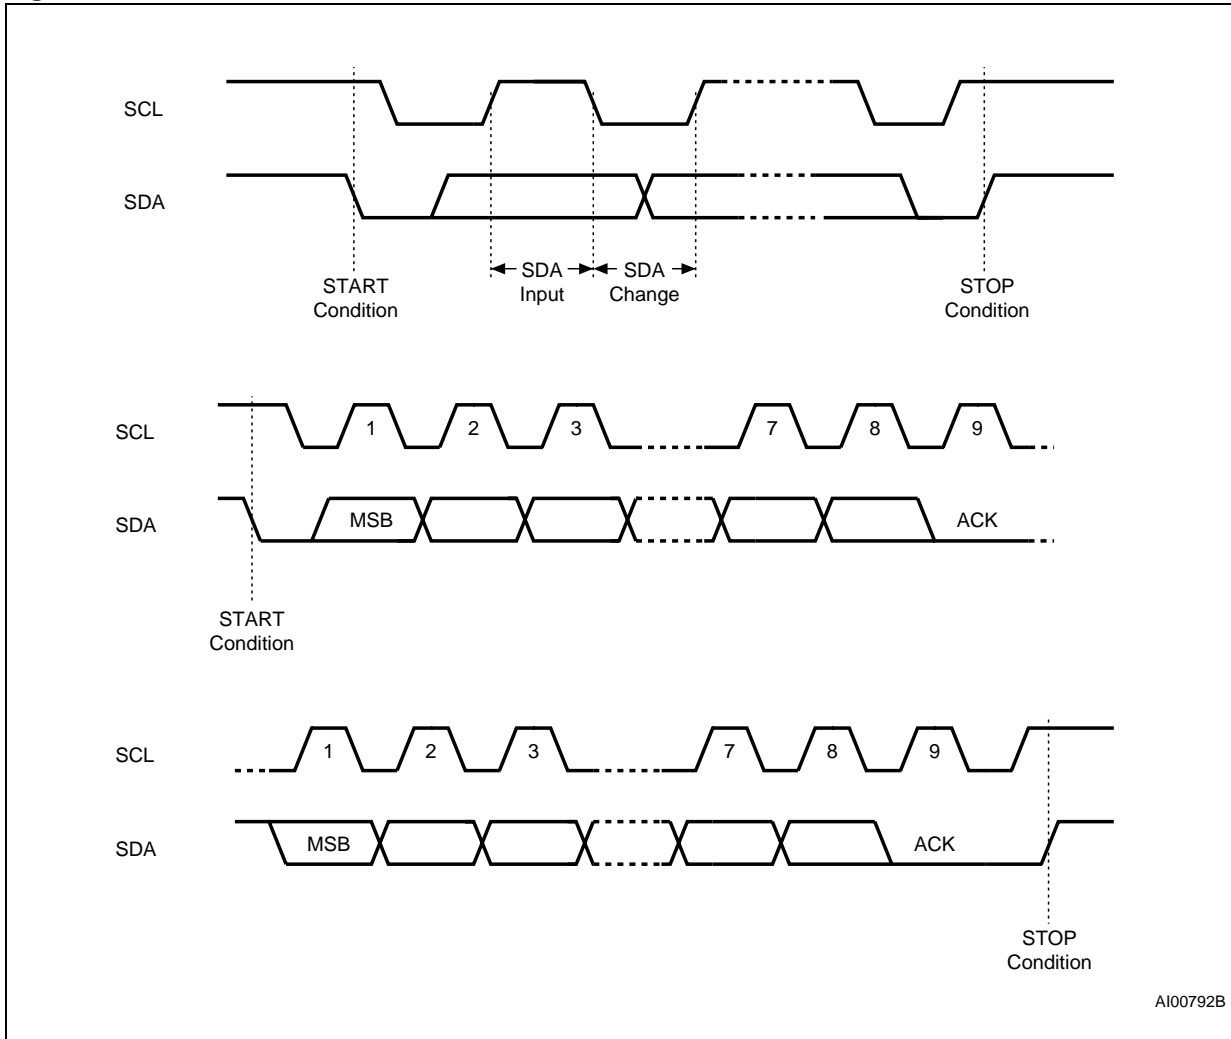 SCL
SDA
START
Condition
SDA
Input
SDA
Change
STOP
Condition
SCL
1 2 3 7 8 9
SDA
MSB ACK
START
Condition
SCL
1 2 3 7 8 9
SDA
MSB ACK
STOP
Condition
AI00792B